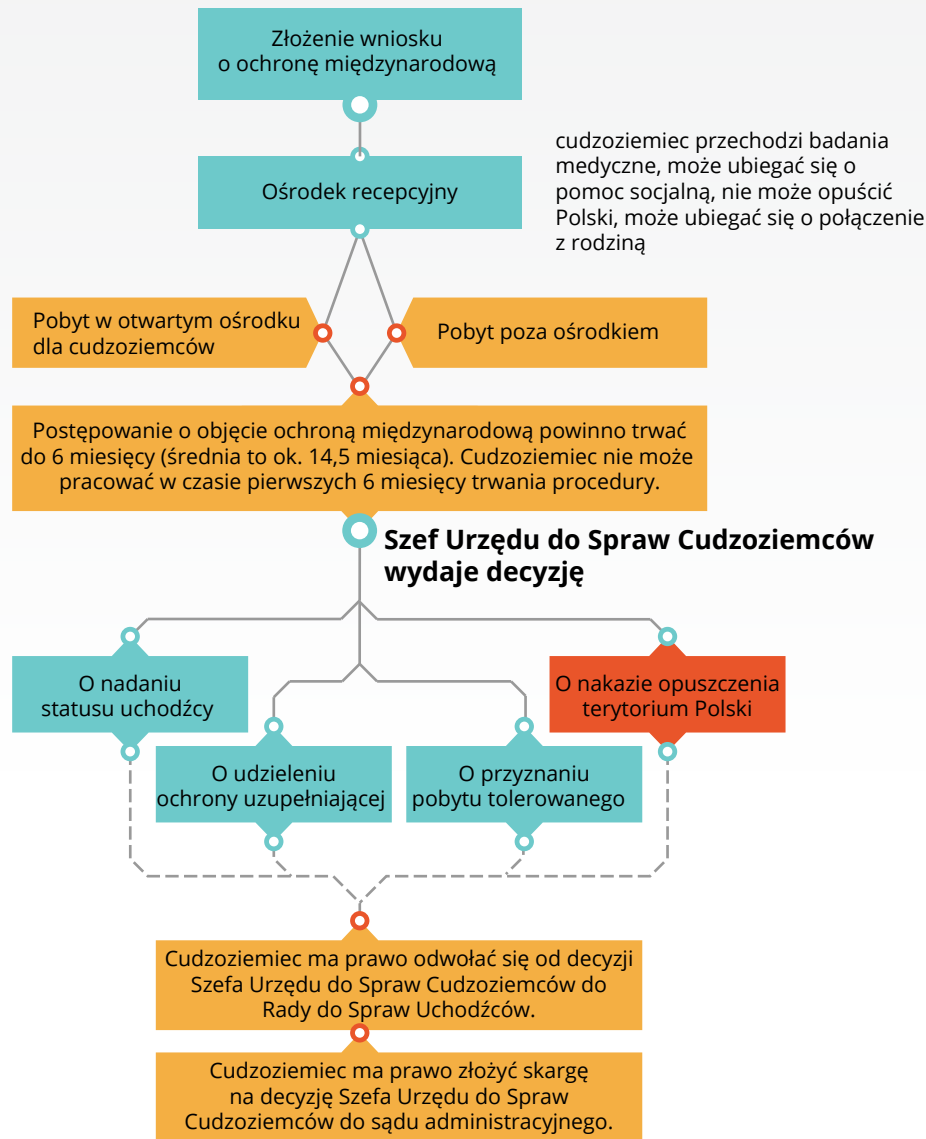 Złożenie wniosku
o ochronę międzynarodową
Ośrodek recepcyjny
cudzoziemiec przechodzi badania
medyczne, może ubiegać się o
pomoc socjalną, nie może opuścić
Polski, może ubiegać się o połączenie
z rodziną
Pobyt w otwartym ośrodku
dla cudzoziemców
Pobyt poza ośrodkiem
Postępowanie o objęcie ochroną międzynarodową powinno trwać
do 6 miesięcy (średnia to ok. 14,5 miesiąca). Cudzoziemiec nie może
pracować w czasie pierwszych 6 miesięcy trwania procedury.
Szef Urzędu do Spraw Cudzoziemców
wydaje decyzję
O nadaniu
statusu uchodźcy
O nakazie opuszczenia
terytorium Polski
O udzieleniu
ochrony uzupełniającej
O przyznaniu
pobytu tolerowanego
Cudzoziemiec ma prawo odwołać się od decyzji
Szefa Urzędu do Spraw Cudzoziemców do
Rady do Spraw Uchodźców.
Cudzoziemiec ma prawo złożyć skargę
na decyzję Szefa Urzędu do Spraw
Cudzoziemców do sądu administracyjnego.